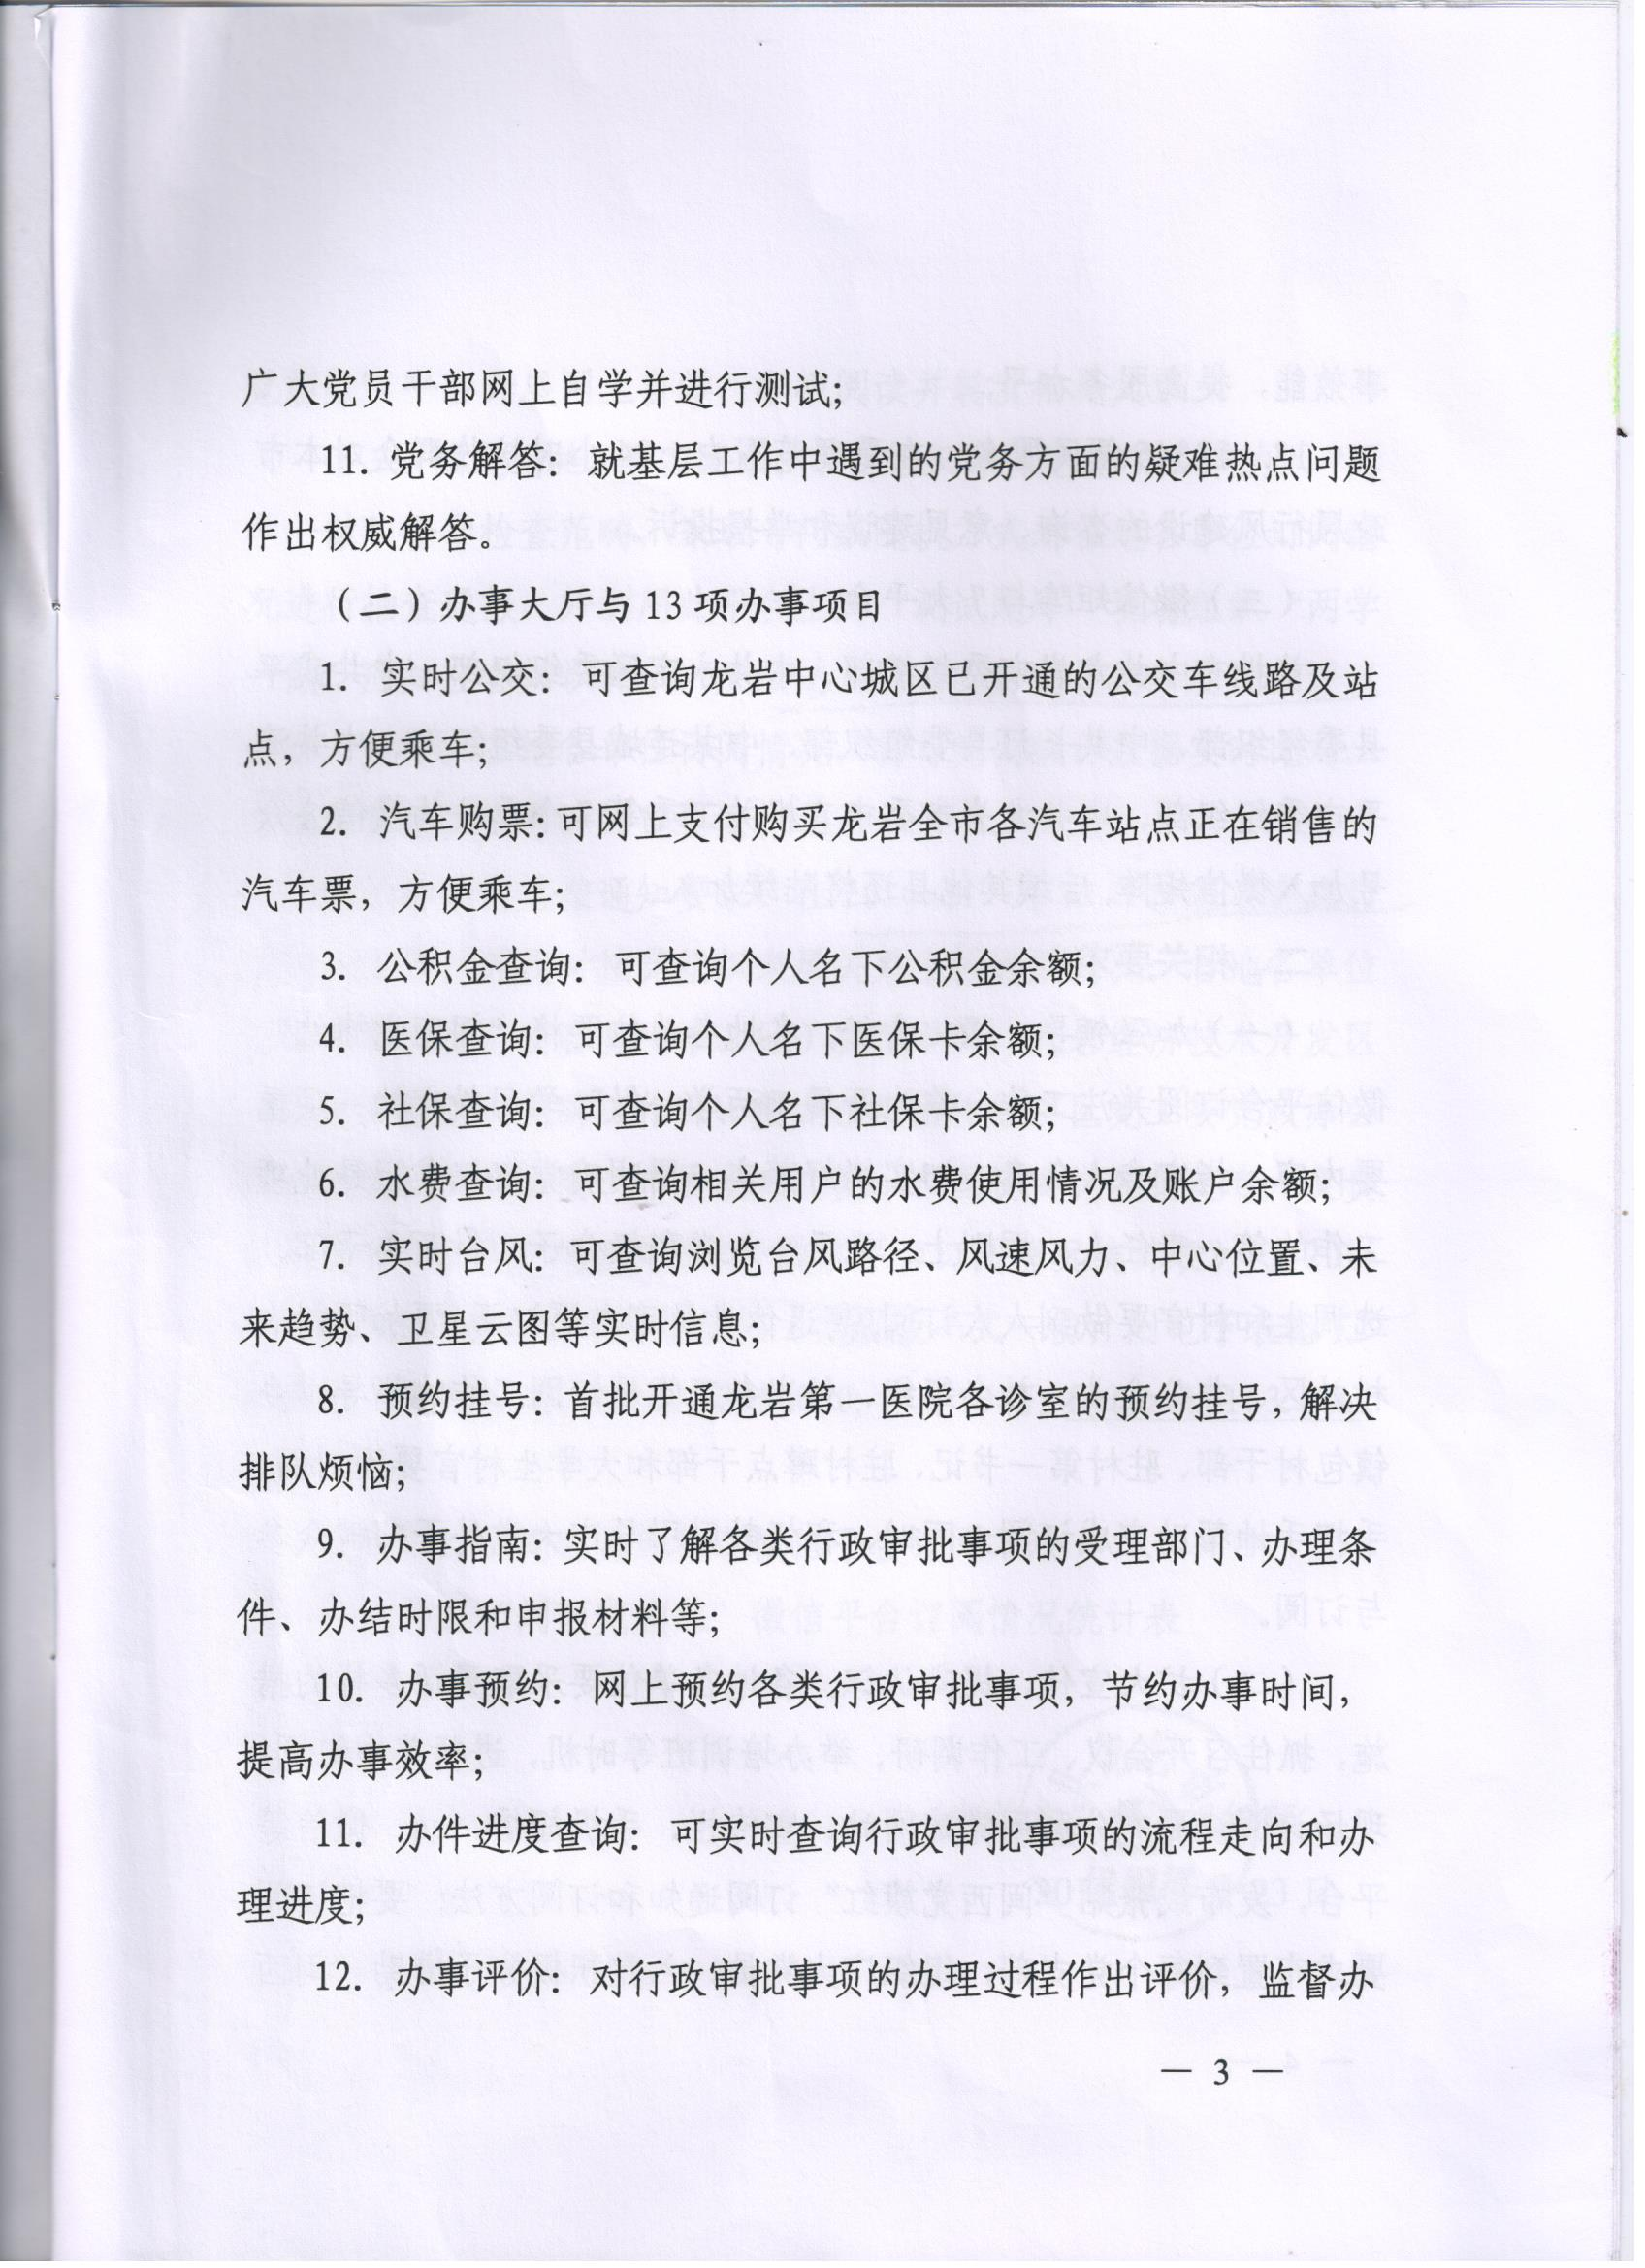 广大党员干部网上自学并进行测试；
11. 党务解答：就基层工作中遇到的党务方面的疑难热点问题
作出权威解答。
（二）办事大厅与13项办事项目
1. 实时公交：可查询龙岩中心城区已开通的公交车线路及站
点，方便乘车；
2. 汽车购票：可网上支付购买龙岩全市各汽车站点正在销售的
汽车票，方便乘车；
3. 公积金查询：可查询个人名下公积金余额；
4. 医保查询：可查询个人名下医保卡余额；
5. 社保查询：可查询个人名下社保卡余额；
6. 水费查询：可查询相关用户的水费使用情况及账户余额；
7. 实时台风：可查询浏览台风路径、风速风力、中心位置、未
来趋势、卫星云图等实时信息；
8. 预约挂号：首批开通龙岩第一医院各诊室的预约挂号，解决
排队烦恼；
9. 办事指南：实时了解各类行政审批事项的受理部门、办理条
件、办结时限和申报材料等；
10. 办事预约：网上预约各类行政审批事项，节约办事时间，
提高办事效率；
11. 办件进度查询：可实时查询行政审批事项的流程走向和办
理进度；
12. 办事评价：对行政审批事项的办理过程作出评价，监督办
— 3 —